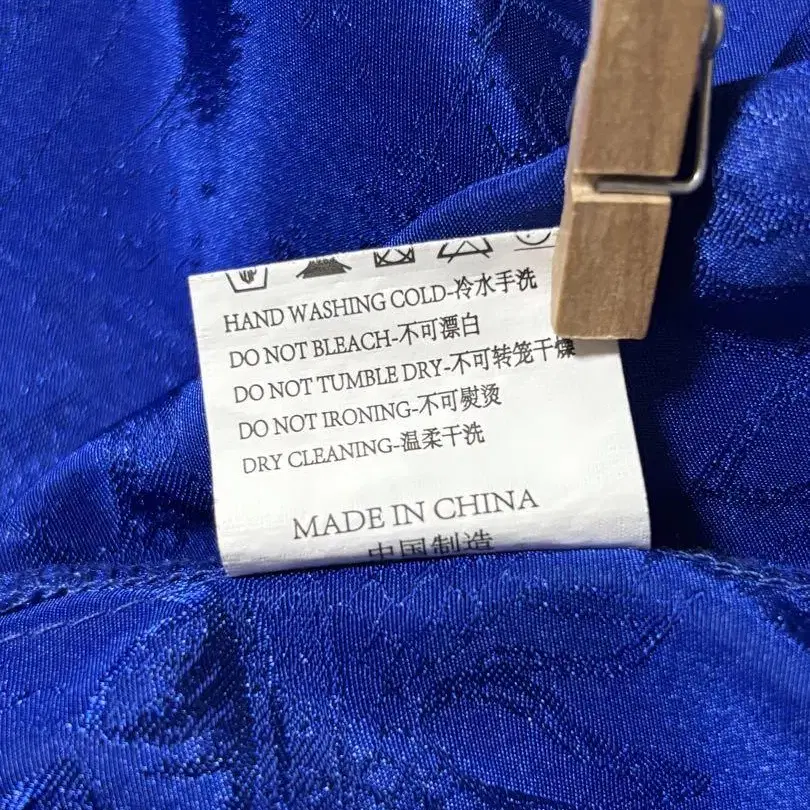 HAND WASHING COLD-冷水手洗
DO NOT BLEACH-不可漂白
DO NOT TUMBLE DRY-不可转笼干燥
DO NOT IRONING-不可熨烫
DRY CLEANING-温柔干洗
MADE IN CHINA
中国制造